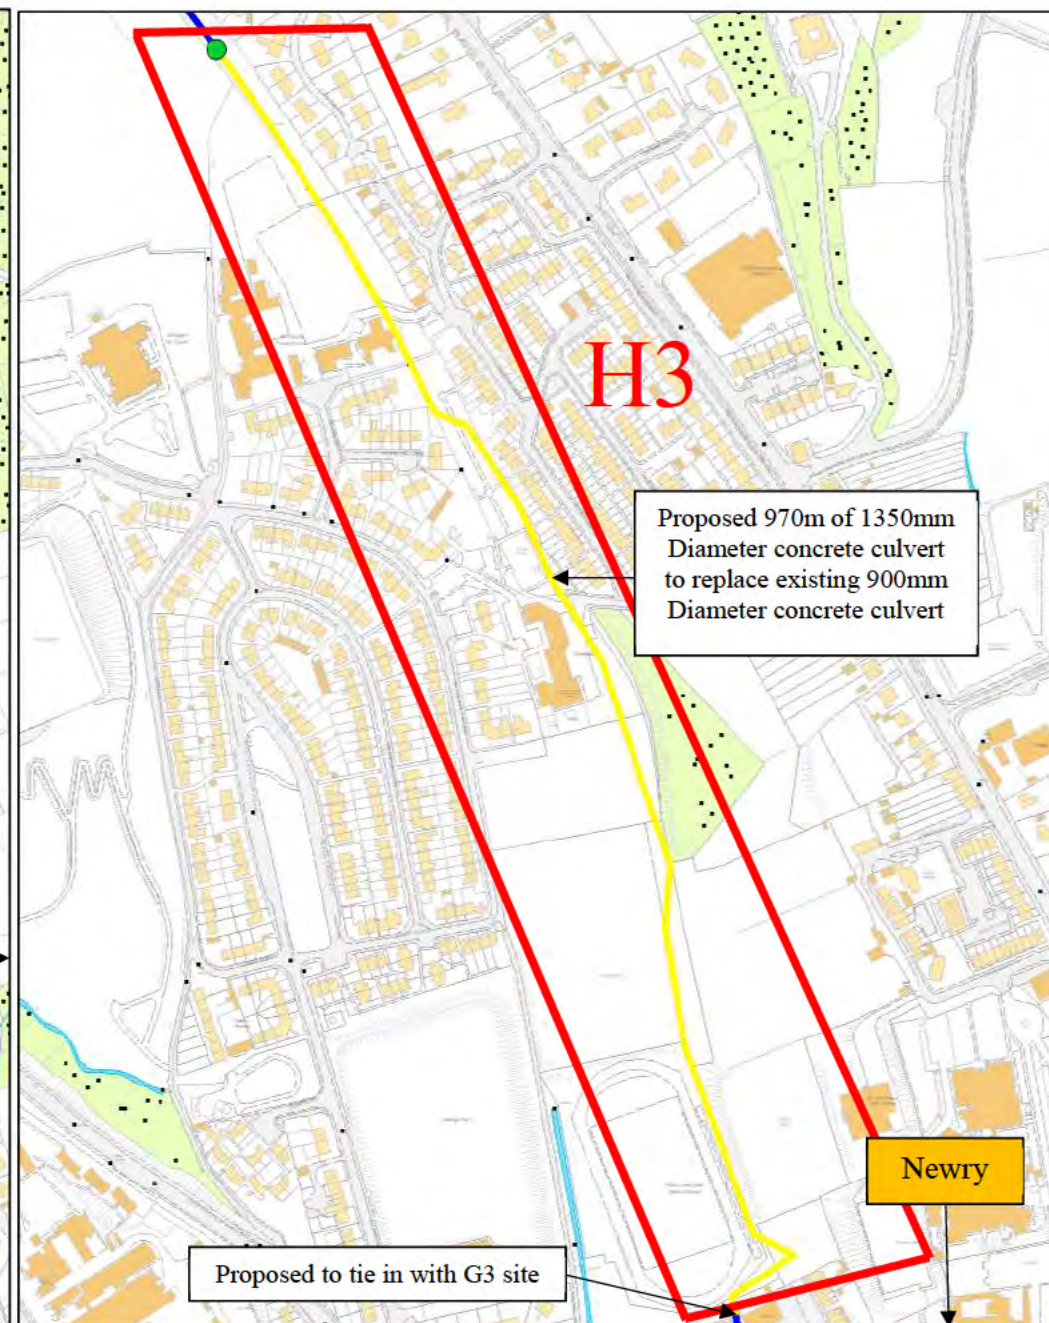 H3
Proposed 970m of 1350mm
Diameter concrete culvert
to replace existing 900mm
Diameter concrete culvert
Newry
Proposed to tie in with G3 site